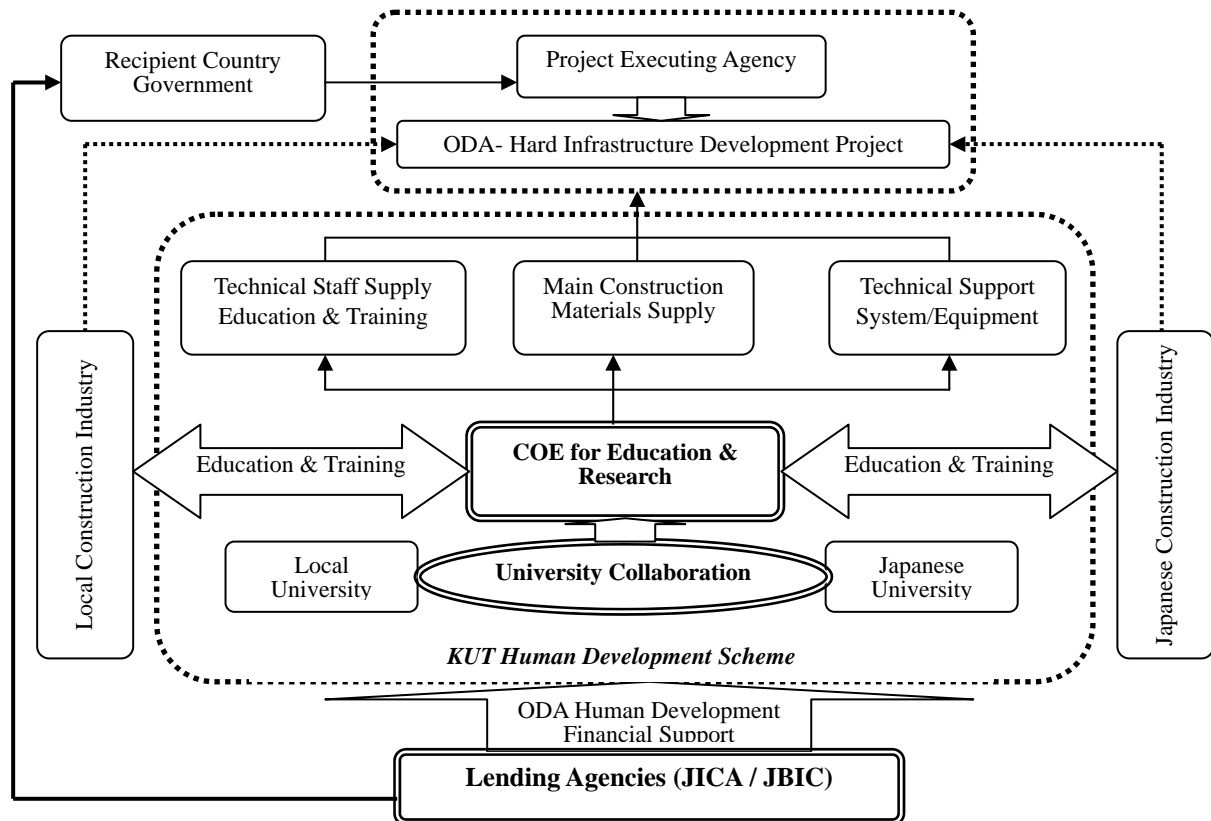 Recipient Country
Government
Project Executing Agency
ODA- Hard Infrastructure Development Project
Technical Staff Supply
Education & Training
Main Construction
Materials Supply
Technical Support
System/Equipment
Local Construction Industry
Education & Training
COE for Education &
Research
Education & Training
Japanese Construction Industry
Local
University
University Collaboration
Japanese
University
KUT Human Development Scheme
ODA Human Development
Financial Support
Lending Agencies (JICA / JBIC)